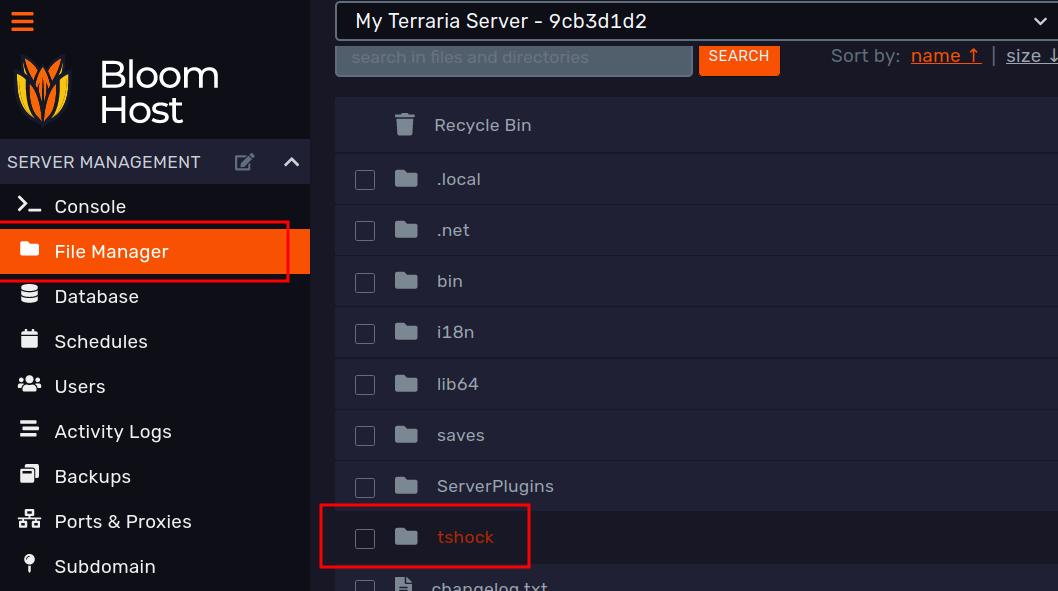 Bloom
Host
SERVER MANAGEMENT
Console
File Manager
Database
Schedules
Users
Activity Logs
Backups
Ports & Proxies
Subdomain
My Terraria Server - 9cb3d1d2
search in files and directories
SEARCH
Sort by: name ↑ | size ↓
Recycle Bin
.local
.net
bin
i18n
lib64
saves
ServerPlugins
tshock
changelog.txt